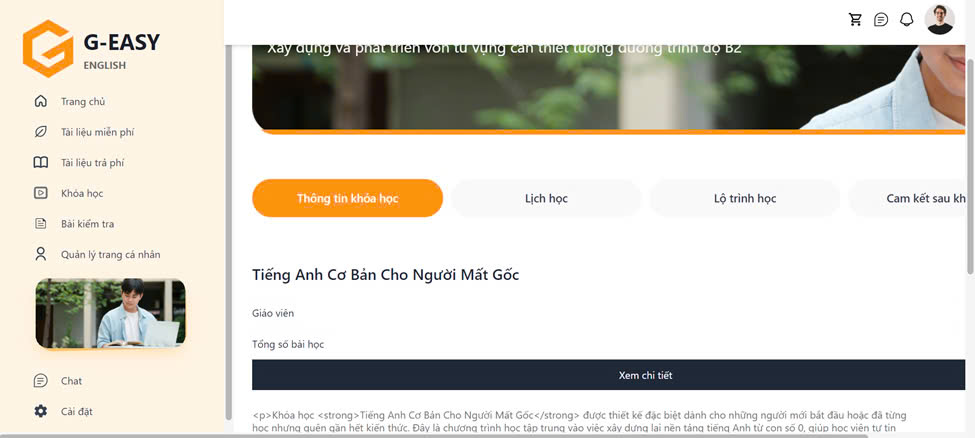 G-EASY
ENGLISH
Trang chủ
Tài liệu miễn phí
Tài liệu trả phí
Khóa học
Bài kiểm tra
Quản lý trang cá nhân
Chat
Cài đặt
Xây dựng và phát triển vốn từ vựng cần thiết tương đương trình độ B2
Thông tin khóa học
Lịch học
Lộ trình học
Cam kết sau kh
Tiếng Anh Cơ Bản Cho Người Mất Gốc
Giáo viên
Tổng số bài học
Xem chi tiết
<p>Khóa học <strong>Tiếng Anh Cơ Bản Cho Người Mất Gốc</strong> được thiết kế đặc biệt dành cho những người mới bắt đầu hoặc đã từng
học nhưng quên gần hết kiến thức. Đây là chương trình học tập trung vào việc xây dựng lại nền tảng tiếng Anh từ con số 0, giúp học viên tự tin